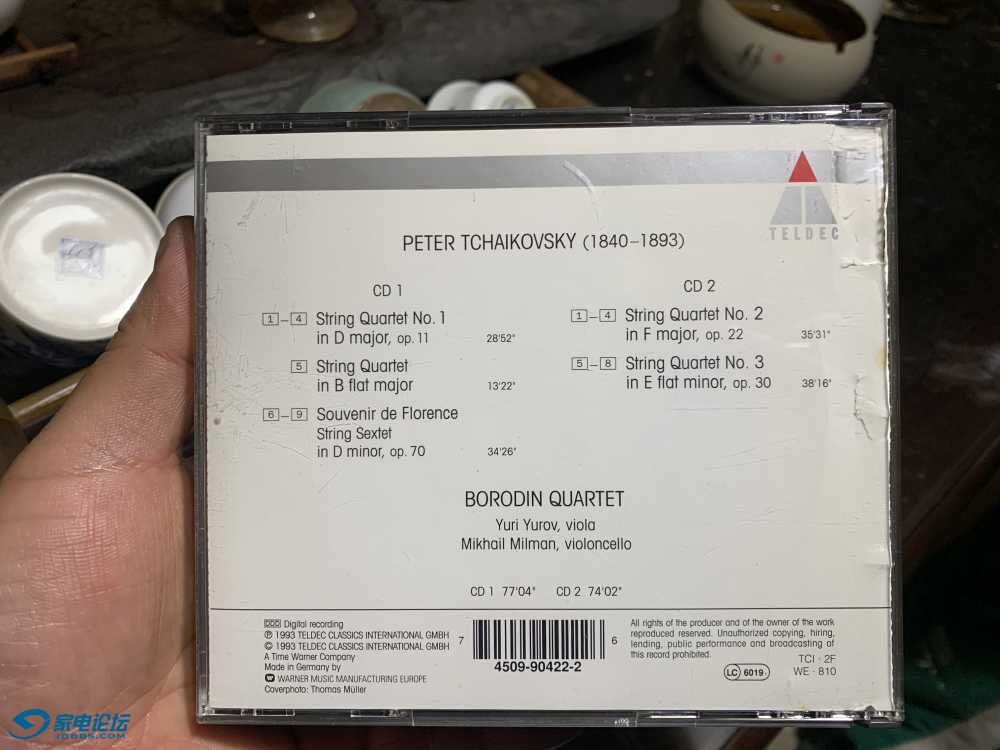 TELDEC
PETER TCHAIKOVSKY (1840–1893)
CD 1
1 – 4 String Quartet No. 1
in D major, op. 11 28'52"
5 String Quartet
in B flat major 13'22"
6 – 9 Souvenir de Florence
String Sextet
in D minor, op. 70 34'26"
CD 2
1 – 4 String Quartet No. 2
in F major, op. 22 35'31"
5 – 8 String Quartet No. 3
in E flat minor, op. 30 38'16"
BORODIN QUARTET
Yuri Yurov, viola
Mikhail Milman, violoncello
CD 1 77'04" CD 2 74'02"
DDD Digital recording
℗ 1993 TELDEC CLASSICS INTERNATIONAL GMBH
© 1993 TELDEC CLASSICS INTERNATIONAL GMBH
A Time Warner Company
Made in Germany by
WARNER MUSIC MANUFACTURING EUROPE
Coverphoto: Thomas Müller
7 6
4509-90422-2
All rights of the producer and of the owner of the work
reproduced reserved. Unauthorized copying, hiring,
lending, public performance and broadcasting of
this record prohibited.
LC 6019
TCI · 2F
WE · 810
家电论坛
JDBBS.COM